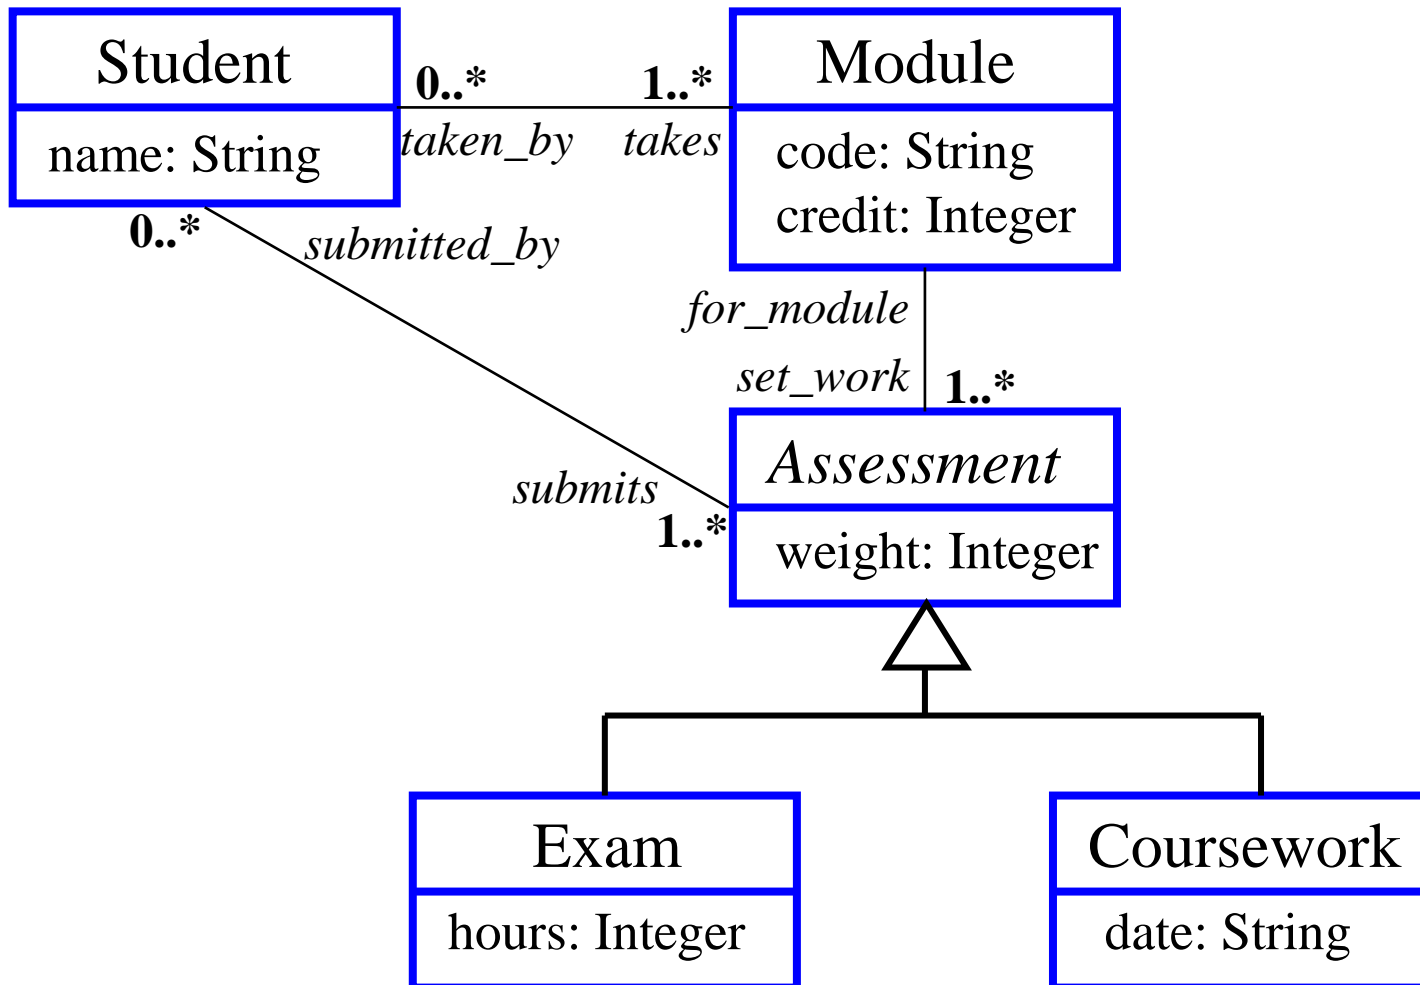 Student
name: String
0..*
1..*
taken_by
takes
Module
code: String
credit: Integer
0..*
submitted_by
for_module
set_work
1..*
submits
1..*
Assessment
weight: Integer
Exam
hours: Integer
Coursework
date: String